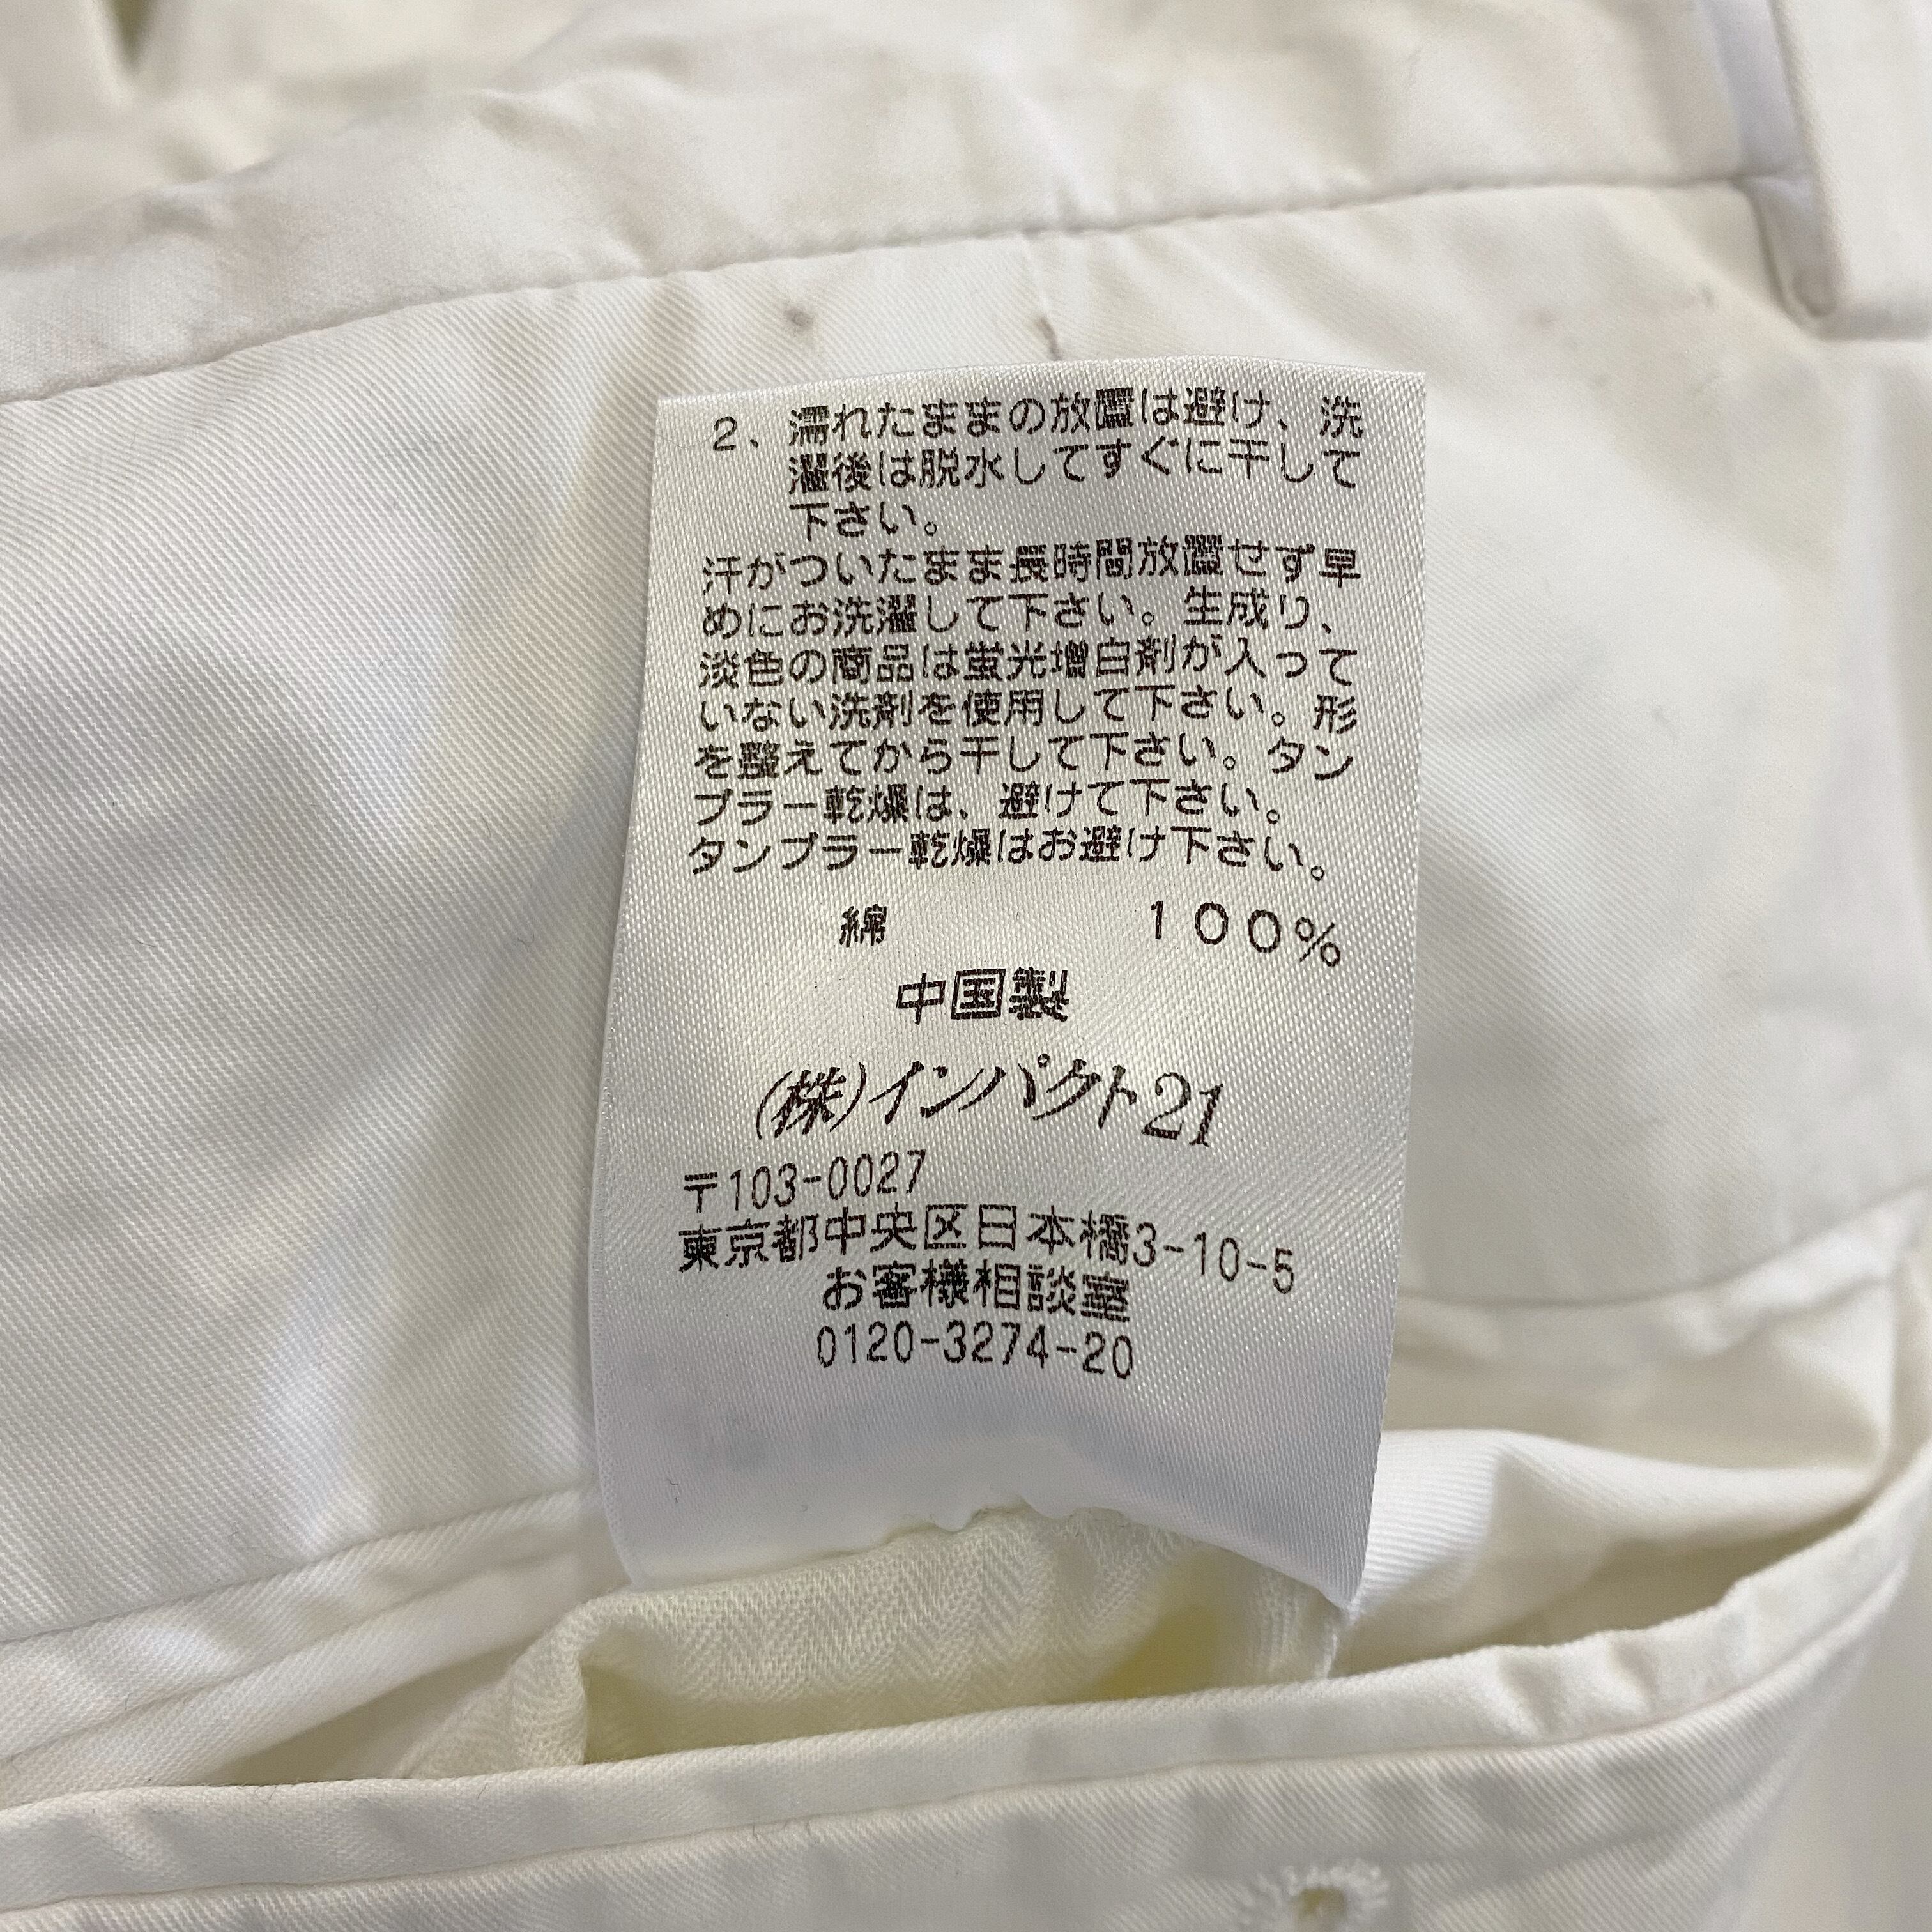 2、濡れたままの放置は避け、洗
濯後は脱水してすぐに干して
下さい。
汗がついたまま長時間放置せず早
めにお洗濯して下さい。生成り、
淡色の商品は蛍光増白剤が入って
いない洗剤を使用して下さい。形
を整えてから干して下さい。タン
ブラー乾燥は、避けて下さい。
タンブラー乾燥はお避け下さい。
綿 100%
中国製
(株)インパクト21
〒103-0027
東京都中央区日本橋3-10-5
お客様相談室
0120-3274-20